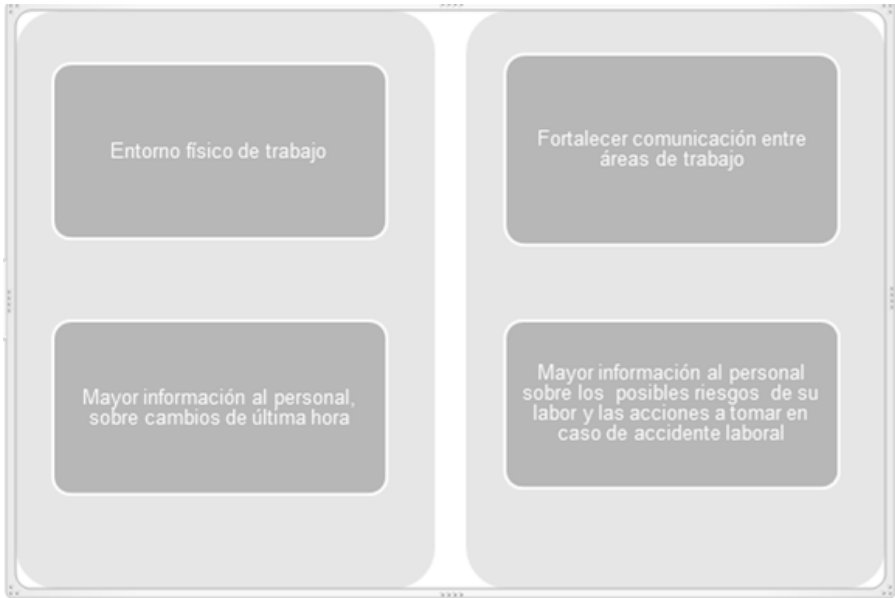 Entorno físico de trabajo
Fortalecer comunicación entre
áreas de trabajo
Mayor información al personal,
sobre cambios de última hora
Mayor información al personal
sobre los posibles riesgos de su
labor y las acciones a tomar en
caso de accidente laboral